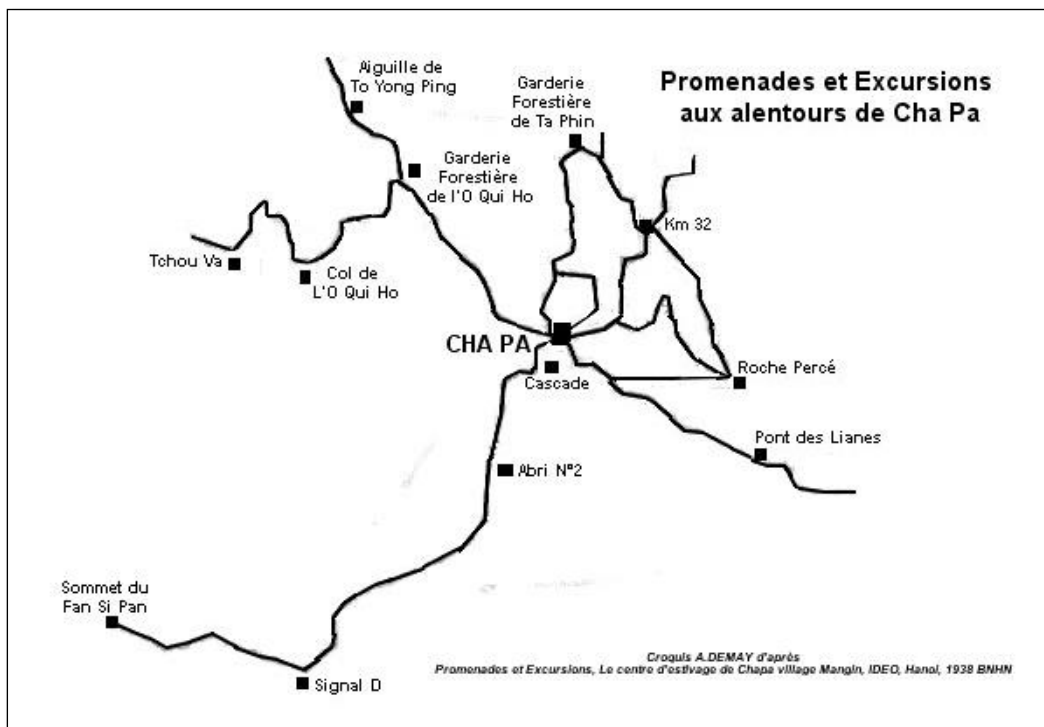 Promenades et Excursions
aux alentours de Cha Pa
Aiguille de
To Yong Ping
Garderie
Forestière
de Ta Phin
Garderie
Forestière
de l'O Qui Ho
Km 32
Tchou Va
Col de
L'O Qui Ho
CHA PA
Cascade
Roche Percé
Pont des Lianes
Abri N°2
Sommet du
Fan Si Pan
Signal D
Croquis A.DEMAY d'après
Promenades et Excursions, Le centre d'estivage de Chapa village Mangin, IDEO, Hanoi, 1938 BNHN